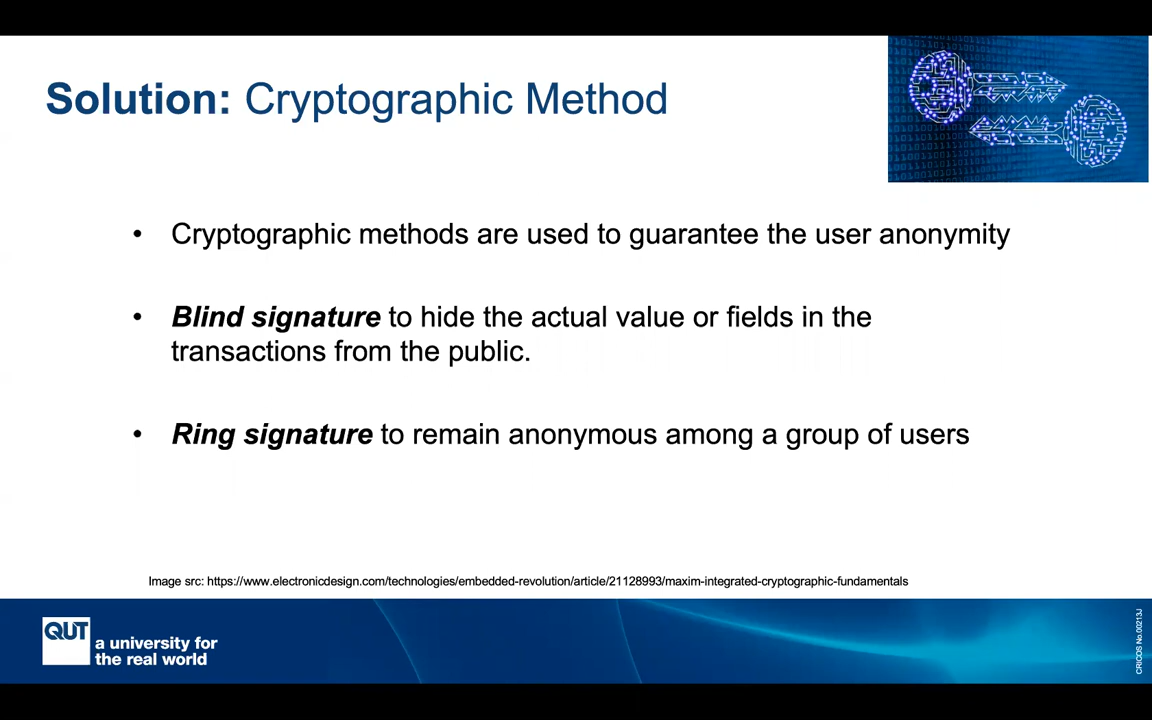 Solution: Cryptographic Method
• Cryptographic methods are used to guarantee the user anonymity
• Blind signature to hide the actual value or fields in the
transactions from the public.
• Ring signature to remain anonymous among a group of users
Image src: https://www.electronicdesign.com/technologies/embedded-revolution/article/21128993/maxim-integrated-cryptographic-fundamentals
QUT
a university for
the real world
CRICOS No.00213J